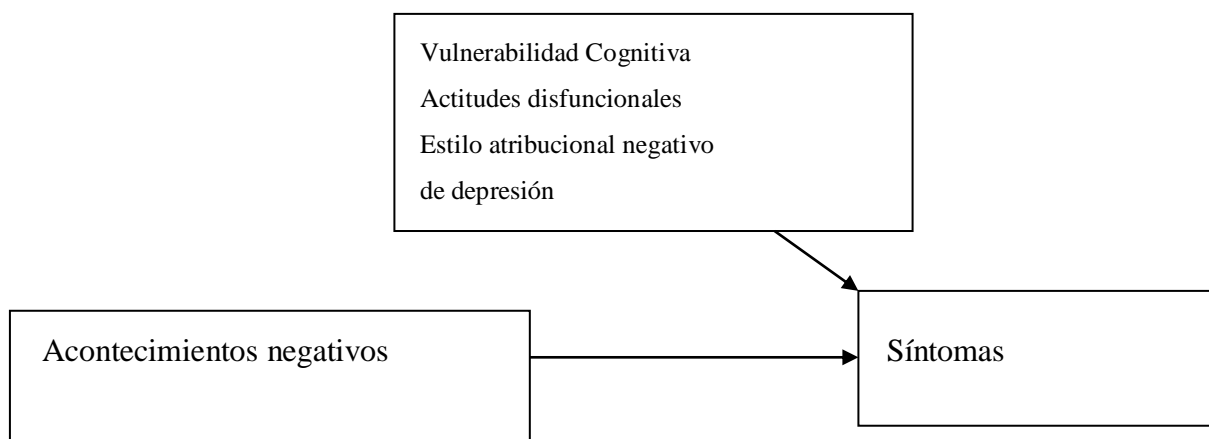 Vulnerabilidad Cognitiva
Actitudes disfuncionales
Estilo atribucional negativo
de depresión
Acontecimientos negativos
Síntomas